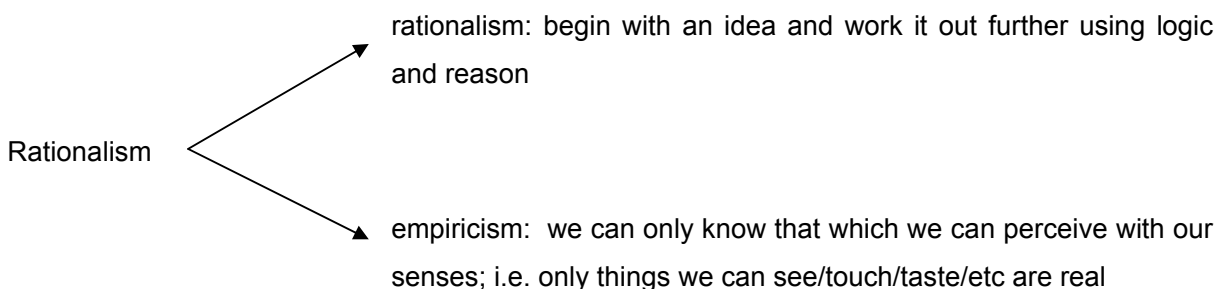 rationalism: begin with an idea and work it out further using logic
and reason
Rationalism
empiricism: we can only know that which we can perceive with our
senses; i.e. only things we can see/touch/taste/etc are real